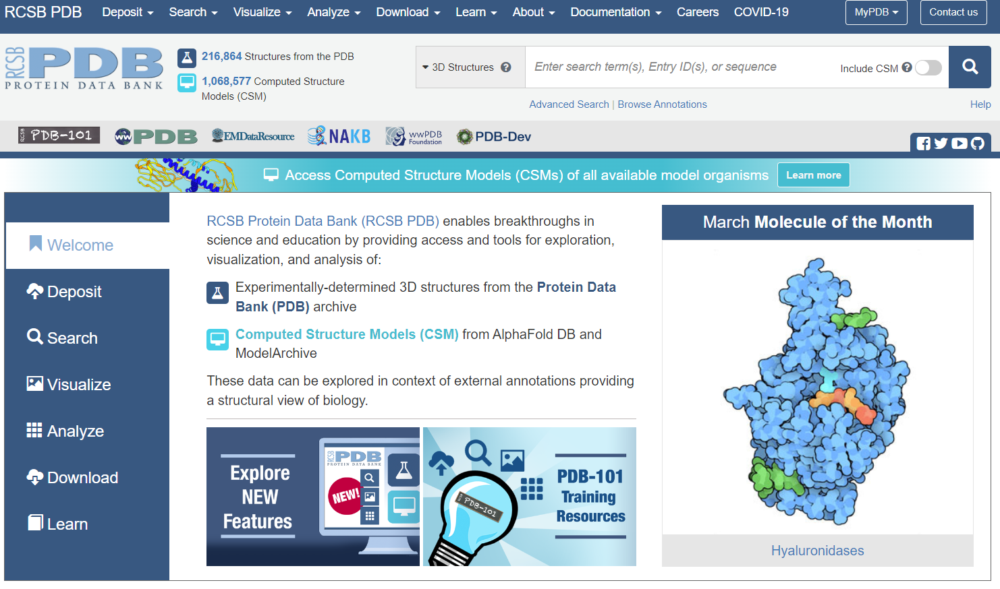 RCSB PDB Deposit Search Visualize Analyze Download Learn About Documentation Careers COVID-19 MyPDB Contact us
RCSB PDB
PROTEIN DATA BANK
216,864 Structures from the PDB
1,068,577 Computed Structure
Models (CSM)
3D Structures ? Enter search term(s), Entry ID(s), or sequence Include CSM ?
Advanced Search | Browse Annotations Help
RCSB PDB-101 ww PDB EMDataResource NAKB wwPDB Foundation PDB-Dev
Access Computed Structure Models (CSMs) of all available model organisms Learn more
Welcome
Deposit
Search
Visualize
Analyze
Download
Learn
RCSB Protein Data Bank (RCSB PDB) enables breakthroughs in
science and education by providing access and tools for exploration,
visualization, and analysis of:
Experimentally-determined 3D structures from the Protein Data
Bank (PDB) archive
Computed Structure Models (CSM) from AlphaFold DB and
ModelArchive
These data can be explored in context of external annotations providing
a structural view of biology.
Explore
NEW
Features
RCSB PDB
PROTEIN DATA BANK
NEW!
PDB-101
PDB-101
Training
Resources
March Molecule of the Month
Hyaluronidases